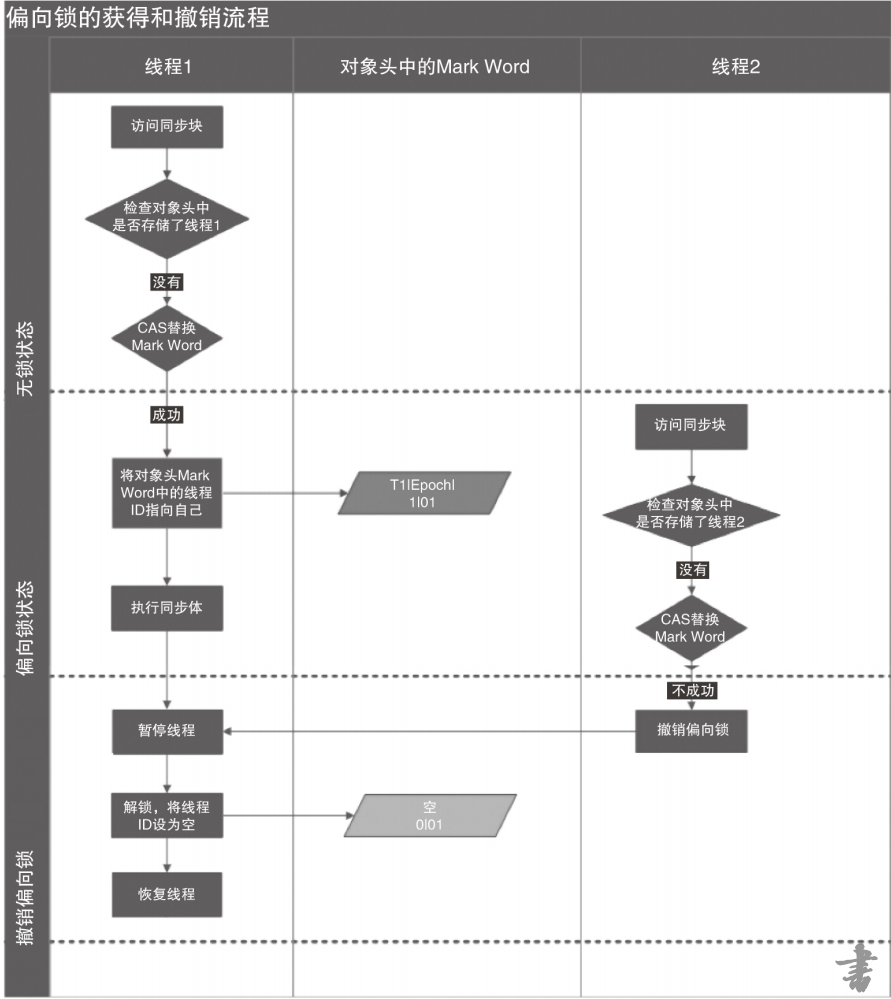 偏向锁的获得和撤销流程
线程1
对象头中的Mark Word
线程2
无锁状态
访问同步块
检查对象头中
是否存储了线程1
没有
CAS替换
Mark Word
偏向锁状态
成功
将对象头Mark
Word中的线程
ID指向自己
T1|Epoch|
1|01
执行同步体
访问同步块
检查对象头中
是否存储了线程2
没有
CAS替换
Mark Word
撤销偏向锁
不成功
撤销偏向锁
暂停线程
解锁，将线程
ID设为空
空
0|01
恢复线程
書